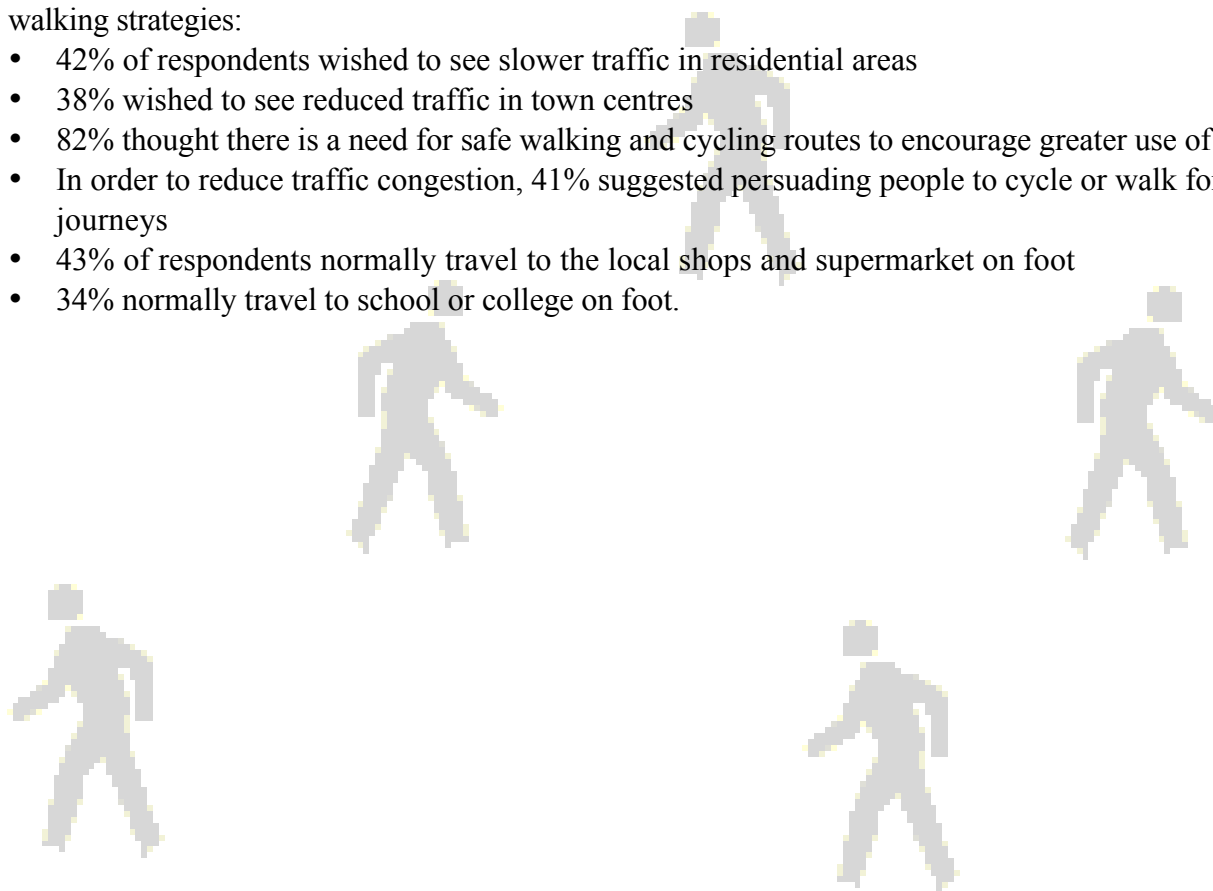 walking strategies:
• 42% of respondents wished to see slower traffic in residential areas
• 38% wished to see reduced traffic in town centres
• 82% thought there is a need for safe walking and cycling routes to encourage greater use of
• In order to reduce traffic congestion, 41% suggested persuading people to cycle or walk
journeys
• 43% of respondents normally travel to the local shops and supermarket on foot
• 34% normally travel to school or college on foot.